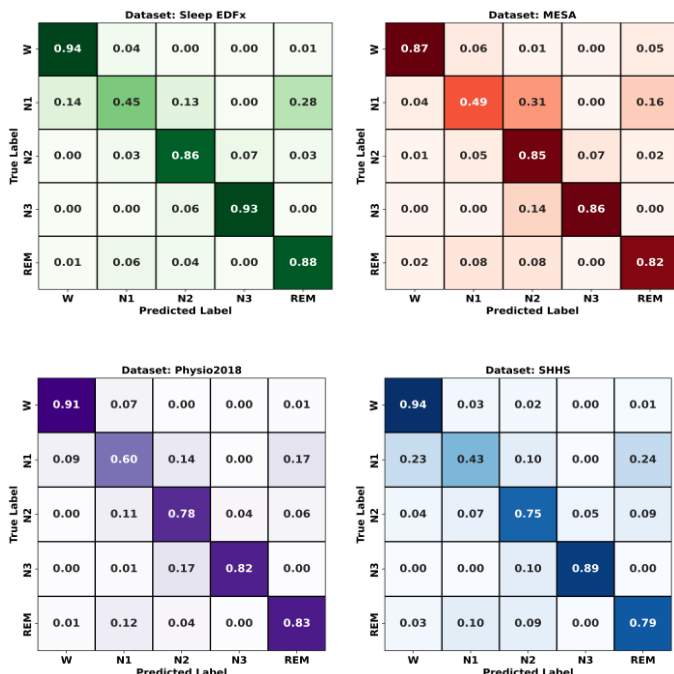 Dataset: Sleep EDFx
True Label
W 0.94 0.04 0.00 0.00 0.01
N1 0.14 0.45 0.13 0.00 0.28
N2 0.00 0.03 0.86 0.07 0.03
N3 0.00 0.00 0.06 0.93 0.00
REM 0.01 0.06 0.04 0.00 0.88
W N1 N2 N3 REM
Predicted Label
Dataset: MESA
True Label
W 0.87 0.06 0.01 0.00 0.05
N1 0.04 0.49 0.31 0.00 0.16
N2 0.01 0.05 0.85 0.07 0.02
N3 0.00 0.00 0.14 0.86 0.00
REM 0.02 0.08 0.08 0.00 0.82
W N1 N2 N3 REM
Predicted Label
Dataset: Physio2018
True Label
W 0.91 0.07 0.00 0.00 0.01
N1 0.09 0.60 0.14 0.00 0.17
N2 0.00 0.11 0.78 0.04 0.06
N3 0.00 0.01 0.17 0.82 0.00
REM 0.01 0.12 0.04 0.00 0.83
W N1 N2 N3 REM
Predicted Label
Dataset: SHHS
True Label
W 0.94 0.03 0.02 0.00 0.01
N1 0.23 0.43 0.10 0.00 0.24
N2 0.04 0.07 0.75 0.05 0.09
N3 0.00 0.00 0.10 0.89 0.00
REM 0.03 0.10 0.09 0.00 0.79
W N1 N2 N3 REM
Predicted Label